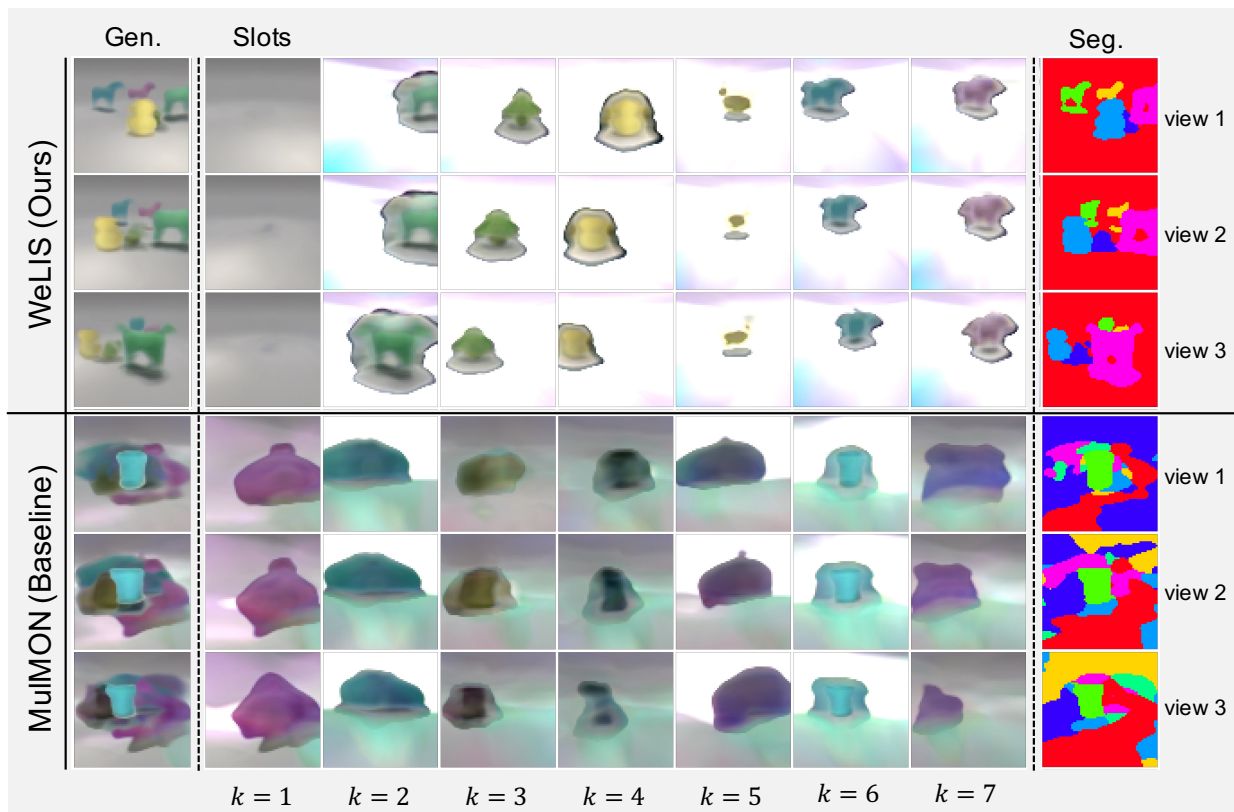 Gen.
Slots
Seg.
WeLIS (Ours)
view 1
view 2
view 3
MulMON (Baseline)
view 1
view 2
view 3
k = 1
k = 2
k = 3
k = 4
k = 5
k = 6
k = 7